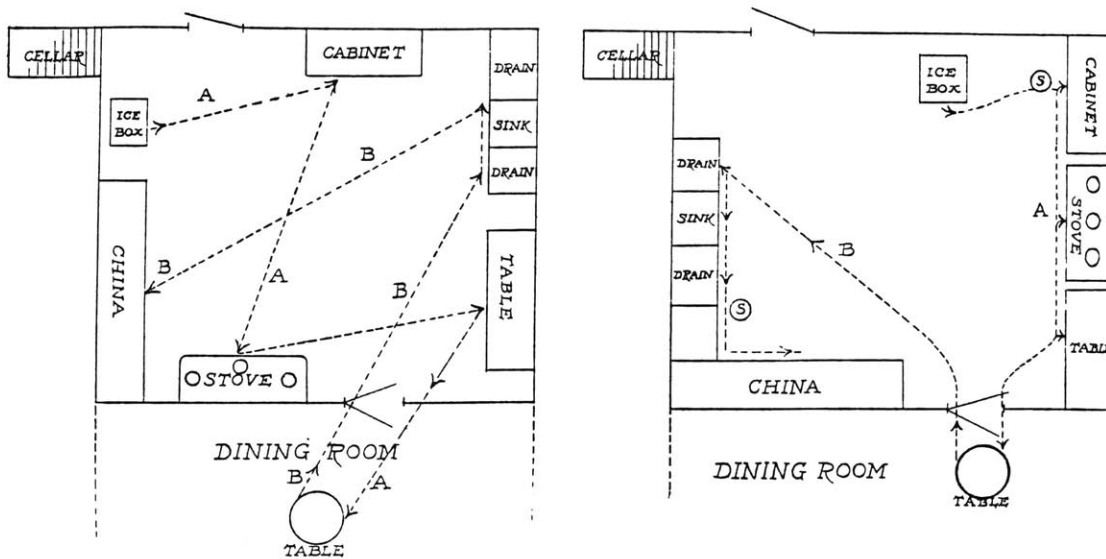 CELLAR
CABINET
DRAIN
A
ICE
BOX
SINK
B
DRAIN
CHINA
B
A
B
TABLE
STOVE
DINING ROOM
B
A
TABLE
CELLAR
ICE
BOX
S
CABINET
DRAIN
SINK
A
STOVE
B
DRAIN
S
TABLE
CHINA
DINING ROOM
TABLE